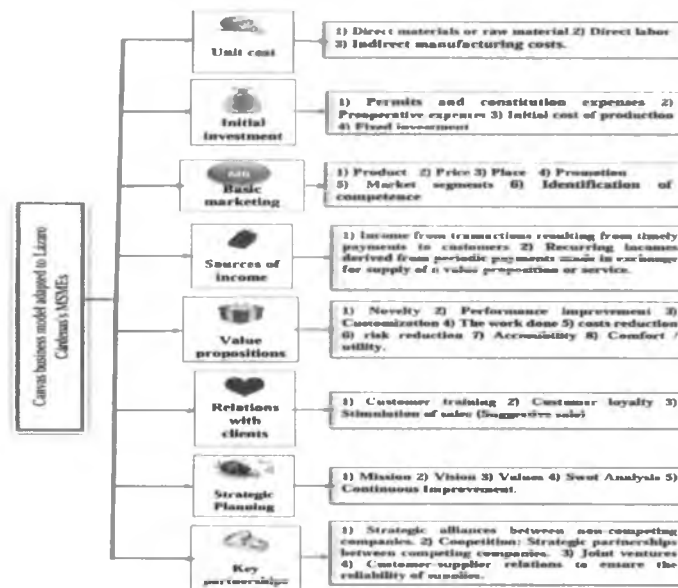 Canvas business model adapted to Lázaro
Cárdenas's MSMEs
Unit cost
1) Direct materials or raw material 2) Direct labor
3) Indirect manufacturing costs.
Initial
investment
1) Permits and constitution expenses 2)
Preoperative expenses 3) Initial cost of production
4) Fixed investment
Basic
marketing
1) Product 2) Price 3) Place 4) Promotion
5) Market segments 6) Identification of
competence
Sources of
income
1) Income from transactions resulting from timely
payments to customers 2) Recurring incomes
derived from periodic payments made in exchange
for supply of a value proposition or service.
Value
propositions
1) Novelty 2) Performance improvement 3)
Customization 4) The work done 5) costs reduction
6) risk reduction 7) Accessibility 8) Comfort /
utility.
Relations
with
clients
1) Customer training 2) Customer loyalty 3)
Stimulation of sales (Suggestive sale)
Strategic
Planning
1) Mission 2) Vision 3) Values 4) Swot Analysis 5)
Continuous Improvement.
Key
partnerships
1) Strategic alliances between non-competing
companies. 2) Coopetition: Strategic partnerships
between competing companies. 3) Joint ventures
4) Customer-supplier relations to ensure the
reliability of supplies.